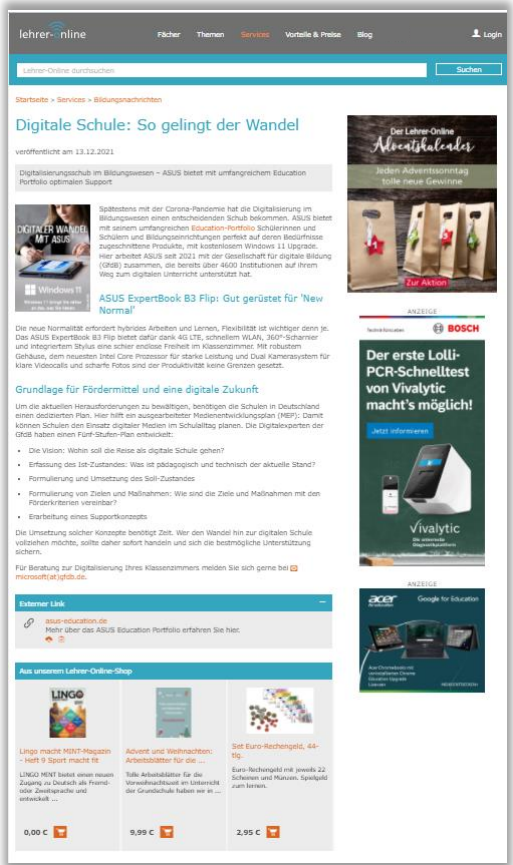 lehrer-online
Fächer Themen Services Vorteile & Preise Blog Login
Lehrer-Online durchsuchen Suchen
Startseite » Services » Bildungsnachrichten
Digitale Schule: So gelingt der Wandel
veröffentlicht am 13.12.2021
Digitalisierungsschub im Bildungswesen – ASUS bietet mit umfangreichem Education
Portfolio optimalen Support
DIGITALER WANDEL
MIT ASUS
Windows 11
Spätestens mit der Corona-Pandemie hat die Digitalisierung im
Bildungswesen einen entscheidenden Schub bekommen. ASUS bietet
mit seinem umfangreichen Education-Portfolio Schülerinnen und
Schülern und Bildungseinrichtungen perfekt auf deren Bedürfnisse
zugeschnittene Produkte, mit kostenlosem Windows 11 Upgrade.
Hier arbeitet ASUS seit 2021 mit der Gesellschaft für digitale Bildung
(GfdB) zusammen, die bereits über 4600 Institutionen auf ihrem
Weg zum digitalen Unterricht unterstützt hat.
ASUS ExpertBook B3 Flip: Gut gerüstet für 'New
Normal'
Die neue Normalität erfordert hybrides Arbeiten und Lernen, Flexibilität ist wichtiger denn je.
Das ASUS ExpertBook B3 Flip bietet dafür dank 4G LTE, schnellem WLAN, 360°-Scharnier
und integriertem Stylus eine schier endlose Freiheit im Klassenzimmer. Mit robustem
Gehäuse, dem neuesten Intel Core Prozessor für starke Leistung und Dual Kamerasystem für
klare Videocalls und scharfe Fotos sind der Produktivität keine Grenzen gesetzt.
Grundlage für Fördermittel und eine digitale Zukunft
Um die aktuellen Herausforderungen zu bewältigen, benötigen die Schulen in Deutschland
einen dedizierten Plan. Hier hilft ein ausgearbeiteter Medienentwicklungsplan (MEP): Damit
können Schulen den Einsatz digitaler Medien im Schulalltag planen. Die Digitalexperten der
GfdB haben einen Fünf-Stufen-Plan entwickelt:
• Die Vision: Wohin soll die Reise als digitale Schule gehen?
• Erfassung des Ist-Zustandes: Was ist pädagogisch und technisch der aktuelle Stand?
• Formulierung und Umsetzung des Soll-Zustandes
• Formulierung von Zielen und Maßnahmen: Wie sind die Ziele und Maßnahmen mit den
Förderkriterien vereinbar?
• Erarbeitung eines Supportkonzepts
Die Umsetzung solcher Konzepte benötigt Zeit. Wer den Wandel hin zur digitalen Schule
vollziehen möchte, sollte daher sofort handeln und sich die bestmögliche Unterstützung
sichern.
Für Beratung zur Digitalisierung Ihres Klassenzimmers melden Sie sich gerne bei
microsoft(at)gfdb.de.
Externer Link
asus-education.de
Mehr über das ASUS Education Portfolio erfahren Sie hier.
Aus unserem Lehrer-Online-Shop
LINGO
Lingo macht MINT-Magazin
- Heft 9 Sport macht fit
LINGO MINT bietet einen neuen
Zugang zu Deutsch als Fremd-
oder Zweitsprache und
entwickelt ...
0,00 €
Advent und Weihnachten:
Arbeitsblätter für die ...
Tolle Arbeitsblätter für die
Vorweihnachtszeit im Unterricht
der Grundschule haben wir in ...
9,99 €
Set Euro-Rechengeld, 44-
tlg.
Euro-Rechengeld mit jeweils 22
Scheinen und Münzen. Spielgeld
zum lernen.
2,95 €
Der Lehrer-Online
Adventskalender
Jeden Adventssonntag
tolle neue Gewinne
Zur Aktion
ANZEIGE
BOSCH
Der erste Lolli-
PCR-Schnelltest
von Vivalytic
macht's möglich!
Jetzt informieren
Vivalytic
ANZEIGE
acer Google for Education